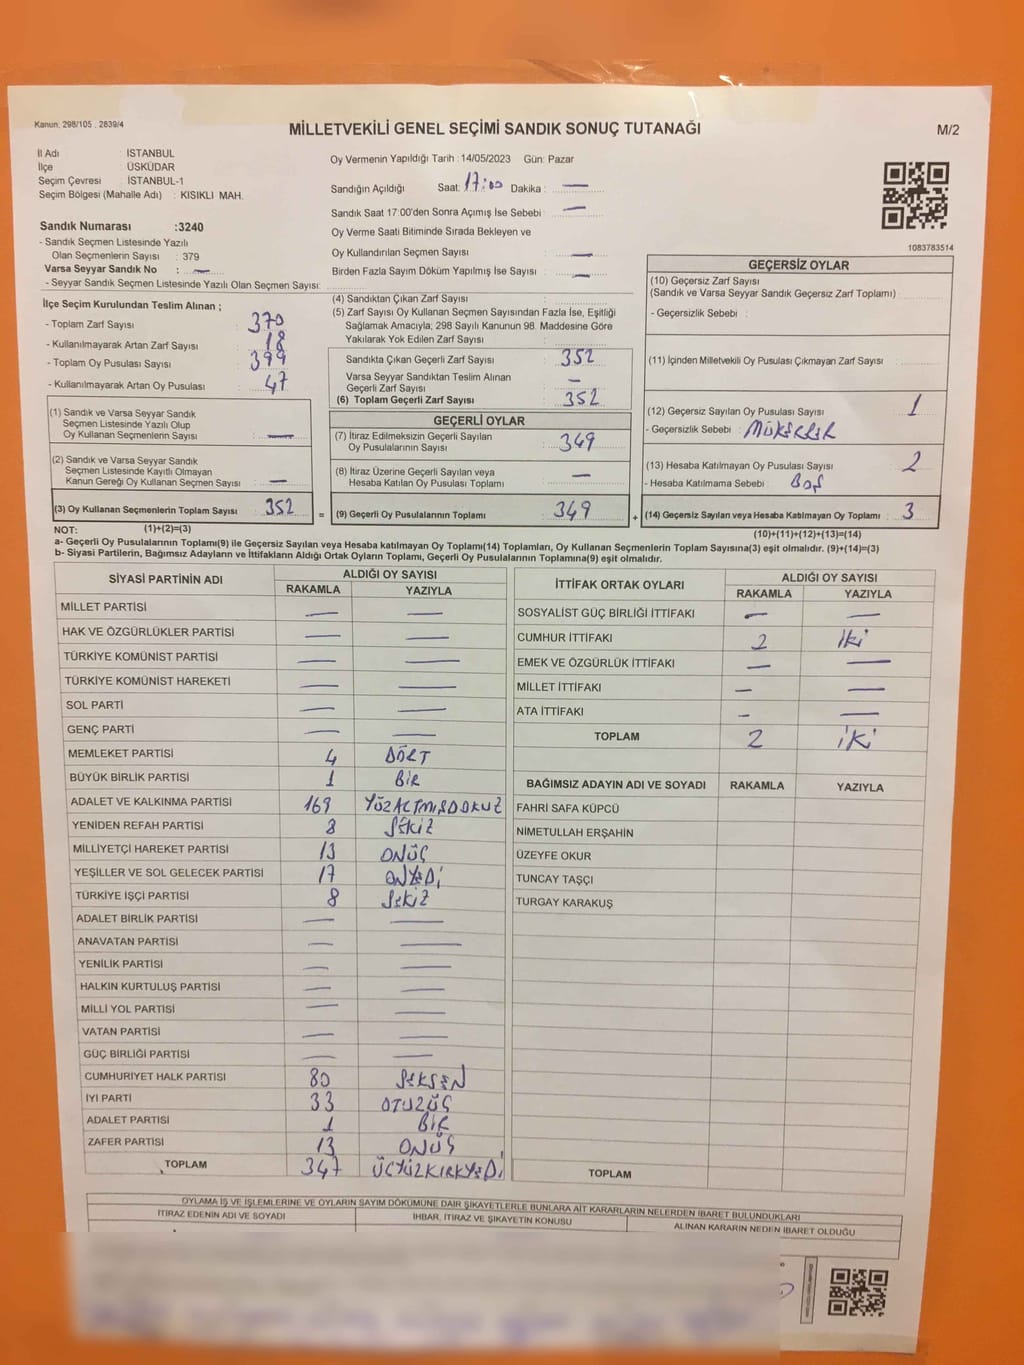 Kanun: 298/105 , 2839/4
MİLLETVEKİLİ GENEL SEÇİMİ SANDIK SONUÇ TUTANAĞI
M/2
İl Adı : İSTANBUL
İlçe : ÜSKÜDAR
Seçim Çevresi : İSTANBUL-1
Seçim Bölgesi (Mahalle Adı) : KISIKLI MAH.
Sandık Numarası :3240
- Sandık Seçmen Listesinde Yazılı
Olan Seçmenlerin Sayısı : 379
Varsa Seyyar Sandık No : —
- Seyyar Sandık Seçmen Listesinde Yazılı Olan Seçmen Sayısı:
Oy Vermenin Yapıldığı Tarih : 14/05/2023 Gün: Pazar
Sandığın Açıldığı Saat: 17:00 Dakika : —
Sandık Saat 17:00'den Sonra Açımış İse Sebebi : —
Oy Verme Saati Bitiminde Sırada Bekleyen ve
Oy Kullandırılan Seçmen Sayısı : —
Birden Fazla Sayım Döküm Yapılmış İse Sayısı : —
1083783514
İlçe Seçim Kurulundan Teslim Alınan ;
- Toplam Zarf Sayısı : 370
- Kullanılmayarak Artan Zarf Sayısı : 18
- Toplam Oy Pusulası Sayısı : 399
- Kullanılmayarak Artan Oy Pusulası : 47
(1) Sandık ve Varsa Seyyar Sandık
Seçmen Listesinde Yazılı Olup
Oy Kullanan Seçmenlerin Sayısı : —
(2) Sandık ve Varsa Seyyar Sandık
Seçmen Listesinde Kayıtlı Olmayan
Kanun Gereği Oy Kullanan Seçmen Sayısı : —
(3) Oy Kullanan Seçmenlerin Toplam Sayısı : 352
(1)+(2)=(3)
(4) Sandıktan Çıkan Zarf Sayısı :
(5) Zarf Sayısı Oy Kullanan Seçmen Sayısından Fazla İse, Eşitliği
Sağlamak Amacıyla; 298 Sayılı Kanunun 98. Maddesine Göre
Yakılarak Yok Edilen Zarf Sayısı :
Sandıkta Çıkan Geçerli Zarf Sayısı : 352
Varsa Seyyar Sandıktan Teslim Alınan
Geçerli Zarf Sayısı : —
(6) Toplam Geçerli Zarf Sayısı : 352
GEÇERLİ OYLAR
(7) İtiraz Edilmeksizin Geçerli Sayılan
Oy Pusulalarının Sayısı : 349
(8) İtiraz Üzerine Geçerli Sayılan veya
Hesaba Katılan Oy Pusulası Toplamı : —
= (9) Geçerli Oy Pusulalarının Toplamı : 349
GEÇERSİZ OYLAR
(10) Geçersiz Zarf Sayısı
(Sandık ve Varsa Seyyar Sandık Geçersiz Zarf Toplamı) :
- Geçersizlik Sebebi :
(11) İçinden Milletvekili Oy Pusulası Çıkmayan Zarf Sayısı :
(12) Geçersiz Sayılan Oy Pusulası Sayısı : 1
- Geçersizlik Sebebi : MÜKERRER
(13) Hesaba Katılmayan Oy Pusulası Sayısı : 2
- Hesaba Katılmama Sebebi : Boş
+ (14) Geçersiz Sayılan veya Hesaba Katılmayan Oy Toplamı : 3
(10)+(11)+(12)+(13)=(14)
NOT:
a- Geçerli Oy Pusulalarının Toplamı(9) ile Geçersiz Sayılan veya Hesaba katılmayan Oy Toplamı(14) Toplamları, Oy Kullanan Seçmenlerin Toplam Sayısına(3) eşit olmalıdır. (9)+(14)=(3)
b- Siyasi Partilerin, Bağımsız Adayların ve İttifakların Aldığı Ortak Oyların Toplamı, Geçerli Oy Pusulalarının Toplamına(9) eşit olmalıdır.
SİYASİ PARTİNİN ADI ALDIĞI OY SAYISI
RAKAMLA YAZIYLA
MİLLET PARTİSİ — —
HAK VE ÖZGÜRLÜKLER PARTİSİ — —
TÜRKİYE KOMÜNİST PARTİSİ — —
TÜRKİYE KOMÜNİST HAREKETİ — —
SOL PARTİ — —
GENÇ PARTİ — —
MEMLEKET PARTİSİ 4 DÖRT
BÜYÜK BİRLİK PARTİSİ 1 BİR
ADALET VE KALKINMA PARTİSİ 169 YÜZALTMIŞDOKUZ
YENİDEN REFAH PARTİSİ 8 SEKİZ
MİLLİYETÇİ HAREKET PARTİSİ 13 ONÜÇ
YEŞİLLER VE SOL GELECEK PARTİSİ 17 ONYEDİ
TÜRKİYE İŞÇİ PARTİSİ 8 SEKİZ
ADALET BİRLİK PARTİSİ — —
ANAVATAN PARTİSİ — —
YENİLİK PARTİSİ — —
HALKIN KURTULUŞ PARTİSİ — —
MİLLİ YOL PARTİSİ — —
VATAN PARTİSİ — —
GÜÇ BİRLİĞİ PARTİSİ — —
CUMHURİYET HALK PARTİSİ 80 SEKSEN
İYİ PARTİ 33 OTUZÜÇ
ADALET PARTİSİ 1 BİR
ZAFER PARTİSİ 13 ONÜÇ
TOPLAM 347 ÜÇYÜZKIRKYEDİ
İTTİFAK ORTAK OYLARI ALDIĞI OY SAYISI
RAKAMLA YAZIYLA
SOSYALİST GÜÇ BİRLİĞİ İTTİFAKI — —
CUMHUR İTTİFAKI 2 İki
EMEK VE ÖZGÜRLÜK İTTİFAKI — —
MİLLET İTTİFAKI — —
ATA İTTİFAKI — —
TOPLAM 2 İKİ
BAĞIMSIZ ADAYIN ADI VE SOYADI RAKAMLA YAZIYLA
FAHRİ SAFA KÜPCÜ
NİMETULLAH ERŞAHİN
ÜZEYFE OKUR
TUNCAY TAŞÇI
TURGAY KARAKUŞ
TOPLAM
OYLAMA İŞ VE İŞLEMLERİNE VE OYLARIN SAYIM DÖKÜMÜNE DAİR ŞİKAYETLERLE BUNLARA AİT KARARLARIN NELERDEN İBARET BULUNDUKLARI
İTİRAZ EDENİN ADI VE SOYADI İHBAR, İTİRAZ VE ŞİKAYETİN KONUSU ALINAN KARARIN NEDEN İBARET OLDUĞU